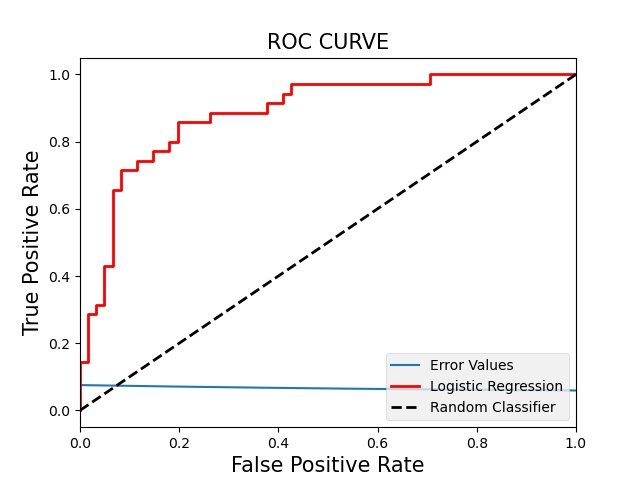 ROC CURVE
True Positive Rate
1.0
0.8
0.6
0.4
0.2
0.0
Error Values
Logistic Regression
Random Classifier
0.0 0.2 0.4 0.6 0.8 1.0
False Positive Rate